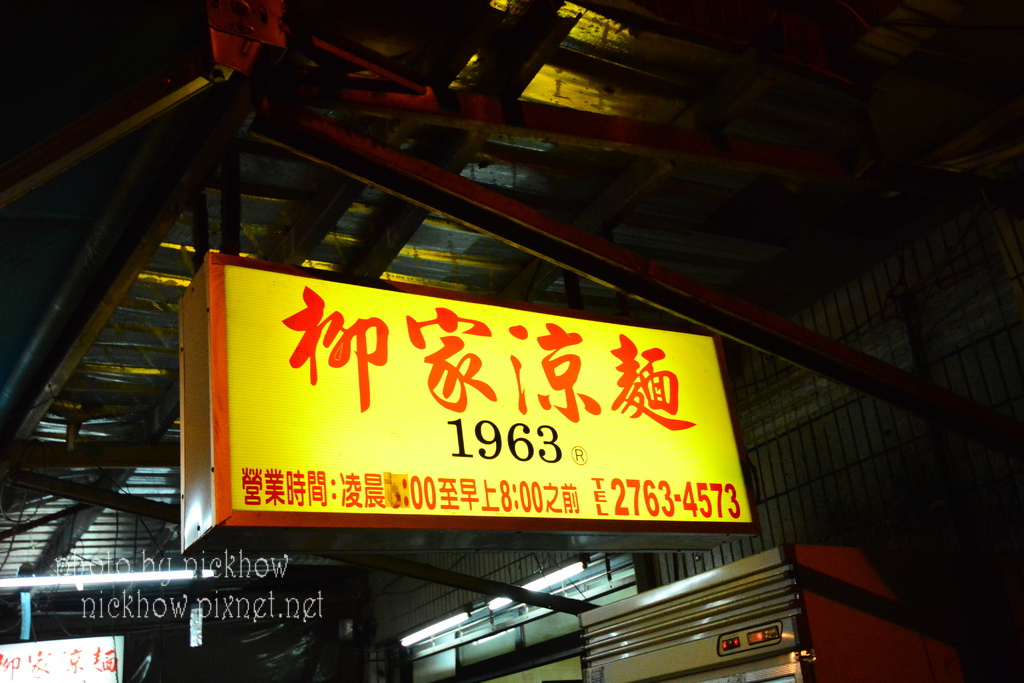 柳家涼麵
1963 ®
營業時間:凌晨:00至早上8:00之前 TEL 2763-4573
photo by nickhow
nickhow.pixnet.net
柳家涼麵